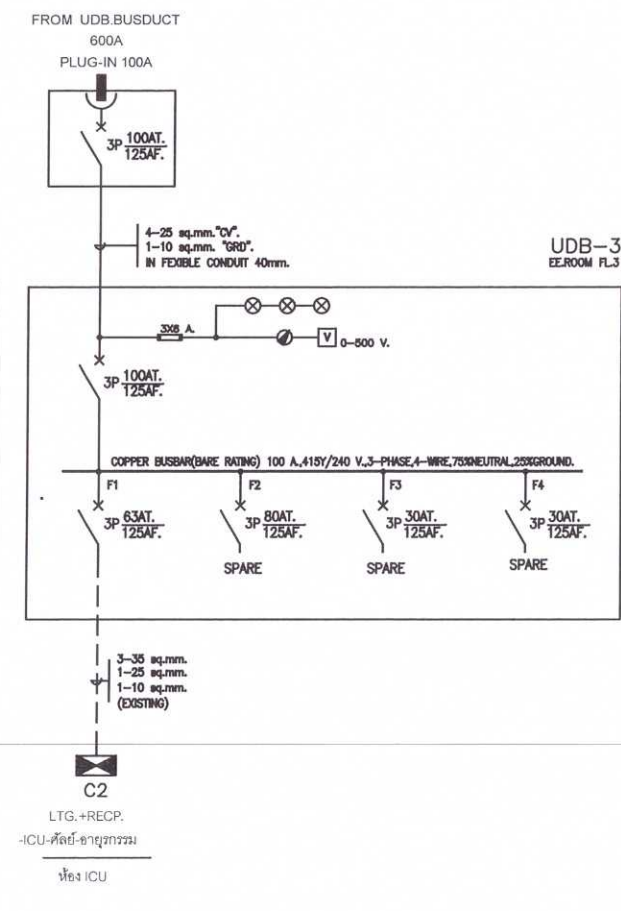 FROM UDB.BUSDUCT
600A
PLUG-IN 100A
3P 100AT.
125AF.
4-25 sq.mm."CV".
1-10 sq.mm. "GRD".
IN FEXIBLE CONDUIT 40mm.
UDB-3
EE.ROOM FL.3
3X6 A.
V
0-500 V.
3P 100AT.
125AF.
COPPER BUSBAR(BARE RATING) 100 A.,415Y/240 V.,3-PHASE,4-WIRE,75%NEUTRAL,25%GROUND.
F1
F2
F3
F4
3P 63AT.
125AF.
3P 80AT.
125AF.
3P 30AT.
125AF.
3P 30AT.
125AF.
SPARE
SPARE
SPARE
3-35 sq.mm.
1-25 sq.mm.
1-10 sq.mm.
(EXISTING)
C2
LTG.+RECP.
-ICU-ศัลย์-อายุรกรรม
ห้อง ICU